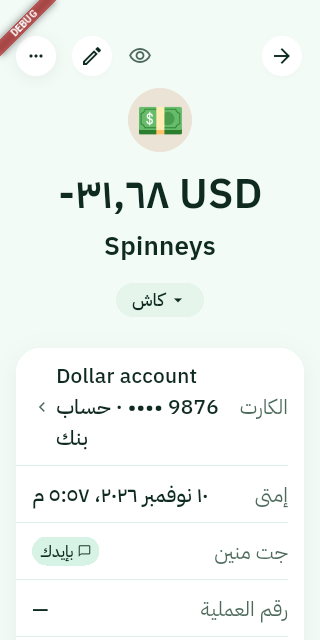 DEBUG
-٣١,٦٨ USD
Spinneys
كاش
الكارت
Dollar account
حساب · •••• 9876
بنك
إمتى
١٠ نوفمبر ٢٠٢٦، ٥:٥٧ م
جت منين
بإيدك
رقم العملية
—